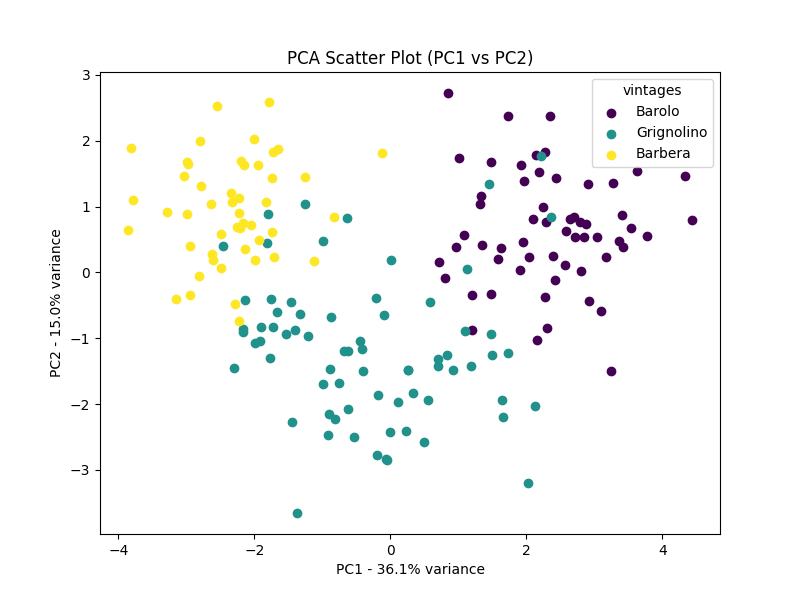 PCA Scatter Plot (PC1 vs PC2)
vintages
Barolo
Grignolino
Barbera
3
2
1
0
−1
−2
−3
PC2 - 15.0% variance
−4
−2
0
2
4
PC1 - 36.1% variance